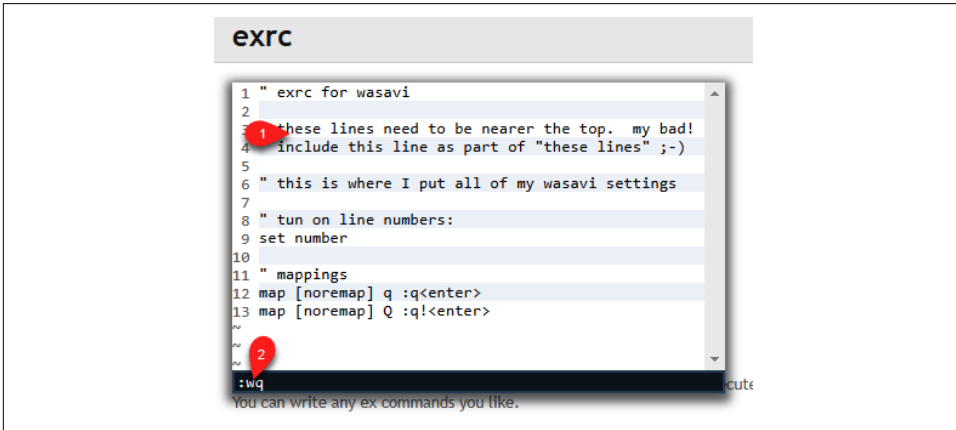 exrc
1 " exrc for wasavi
2
3 these lines need to be nearer the top. my bad!
1
4 include this line as part of "these lines" ;-)
5
6 " this is where I put all of my wasavi settings
7
8 " tun on line numbers:
9 set number
10
11 " mappings
12 map [noremap] q :q<enter>
13 map [noremap] Q :q!<enter>
~
~
~
2
:wq
cute
You can write any ex commands you like.